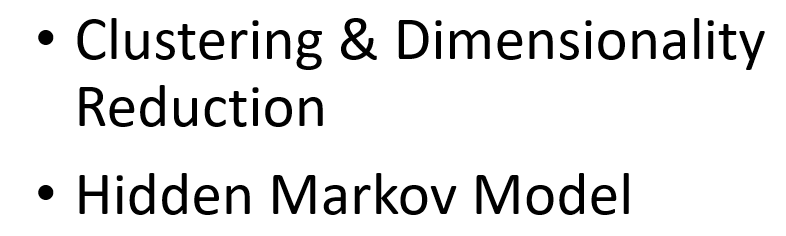 • Clustering & Dimensionality
Reduction
• Hidden Markov Model